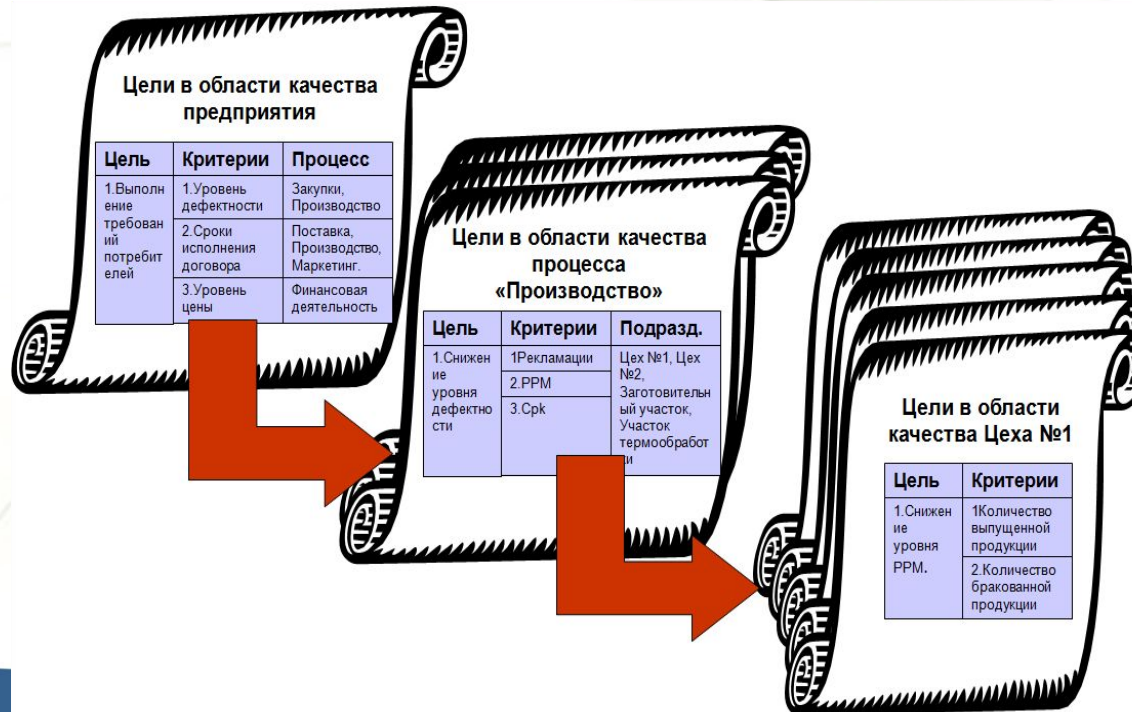 Цели в области качества
предприятия
Цель Критерии Процесс
1.Выполн
ение
требован
ий
потребит
елей
1.Уровень
дефектности
Закупки,
Производство
2.Сроки
исполнения
договора
Поставка,
Производство,
Маркетинг.
3.Уровень
цены
Финансовая
деятельность
Цели в области качества
процесса
«Производство»
Цель Критерии Подразд.
1.Снижен
ие
уровня
дефектно
сти
1Рекламации
2.PPM
3.Cpk
Цех №1, Цех
№2,
Заготовительн
ый участок,
Участок
термообработ
ки
Цели в области
качества Цеха №1
Цель Критерии
1.Снижен
ие
уровня
PPM.
1Количество
выпущенной
продукции
2.Количество
бракованной
продукции